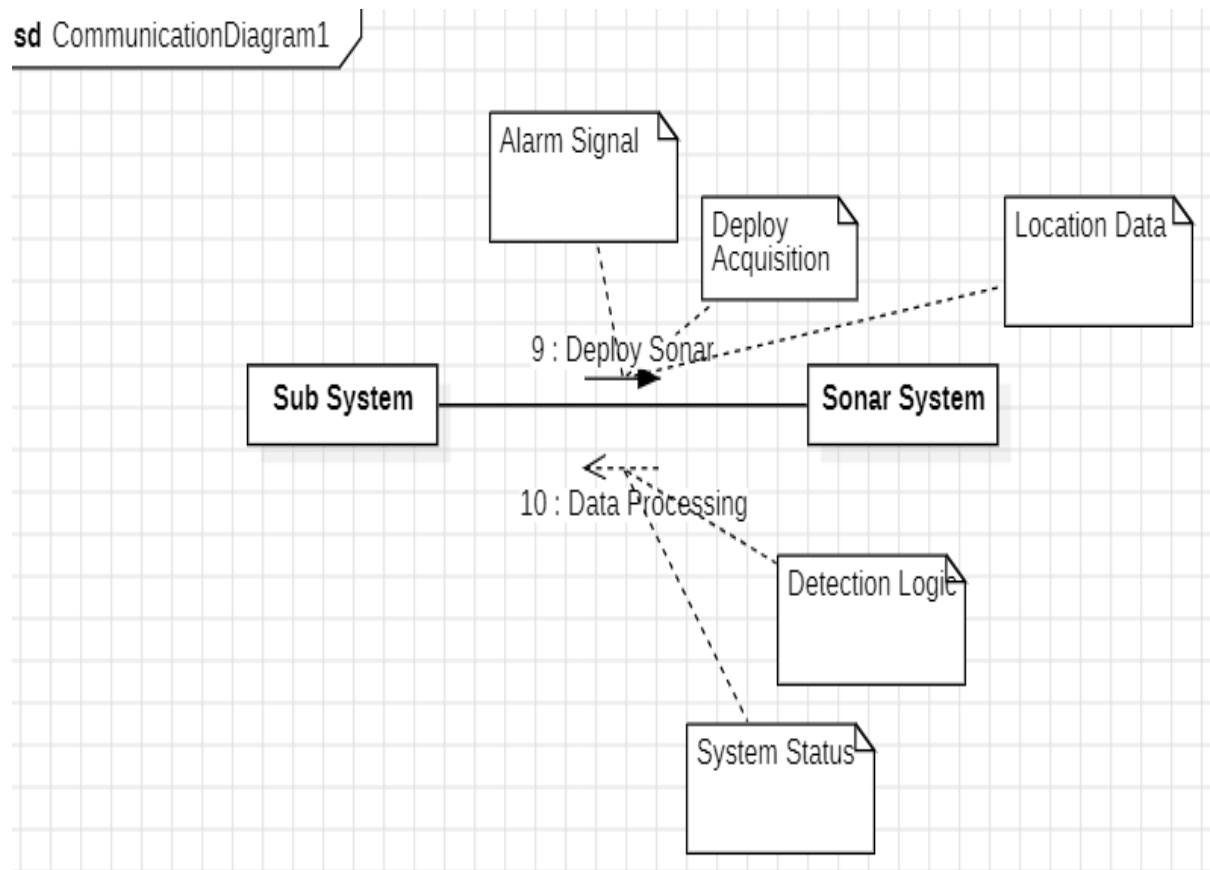 sd CommunicationDiagram1
Alarm Signal
Deploy
Acquisition
Location Data
9 : Deploy Sonar
Sub System
Sonar System
10 : Data Processing
Detection Logic
System Status